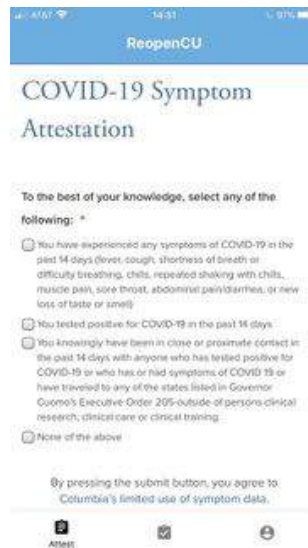 AT&T
14:51
97%
ReopenCU
COVID-19 Symptom
Attestation
To the best of your knowledge, select any of the
following: *
You have experienced any symptoms of COVID-19 in the
past 14 days (fever, cough, shortness of breath or
difficulty breathing, chills, repeated shaking with chills,
muscle pain, sore throat, abdominal pain/diarrhea, or new
loss of taste or smell)
You tested positive for COVID-19 in the past 14 days
You knowingly have been in close or proximate contact in
the past 14 days with anyone who has tested positive for
COVID-19 or who has or had symptoms of COVID 19 or
have traveled to any of the states listed in Governor
Cuomo's Executive Order 205-outside of persons clinical
research, clinical care or clinical training
None of the above
By pressing the submit button, you agree to
Columbia's limited use of symptom data.
Attest